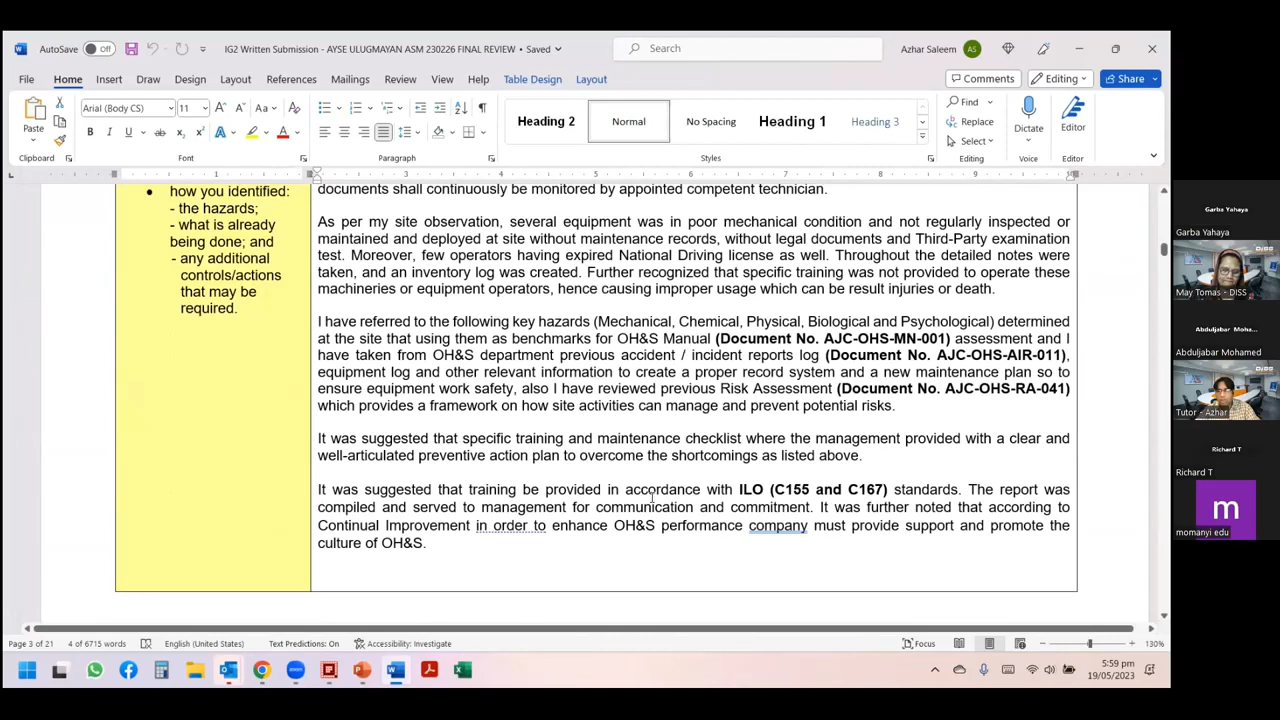 AutoSave Off IG2 Written Submission - AYSE ULUGMAYAN ASM 230226 FINAL REVIEW • Saved Search Azhar Saleem AS
File Home Insert Draw Design Layout References Mailings Review View Help Table Design Layout Comments Editing Share
Paste Arial (Body CS) 11 Heading 2 Normal No Spacing Heading 1 Heading 3 Find Replace Select Dictate Editor
Clipboard Font Paragraph Styles Editing Voice Editor
how you identified:
- the hazards;
- what is already
being done; and
- any additional
controls/actions
that may be
required.
documents shall continuously be monitored by appointed competent technician.
As per my site observation, several equipment was in poor mechanical condition and not regularly inspected or
maintained and deployed at site without maintenance records, without legal documents and Third-Party examination
test. Moreover, few operators having expired National Driving license as well. Throughout the detailed notes were
taken, and an inventory log was created. Further recognized that specific training was not provided to operate these
machineries or equipment operators, hence causing improper usage which can be result injuries or death.
I have referred to the following key hazards (Mechanical, Chemical, Physical, Biological and Psychological) determined
at the site that using them as benchmarks for OH&S Manual (Document No. AJC-OHS-MN-001) assessment and I
have taken from OH&S department previous accident / incident reports log (Document No. AJC-OHS-AIR-011),
equipment log and other relevant information to create a proper record system and a new maintenance plan so to
ensure equipment work safety, also I have reviewed previous Risk Assessment (Document No. AJC-OHS-RA-041)
which provides a framework on how site activities can manage and prevent potential risks.
It was suggested that specific training and maintenance checklist where the management provided with a clear and
well-articulated preventive action plan to overcome the shortcomings as listed above.
It was suggested that training be provided in accordance with ILO (C155 and C167) standards. The report was
compiled and served to management for communication and commitment. It was further noted that according to
Continual Improvement in order to enhance OH&S performance company must provide support and promote the
culture of OH&S.
Page 3 of 21 4 of 6715 words English (United States) Text Predictions: On Accessibility: Investigate Focus 130%
5:59 pm
19/05/2023
Garba Yahaya
Garba Yahaya
May Tomas - DISS
Abduljabar Moha...
Abduljabar Mohamed
Tutor - Azhar
Richard T
Richard T
m
momanyi edu